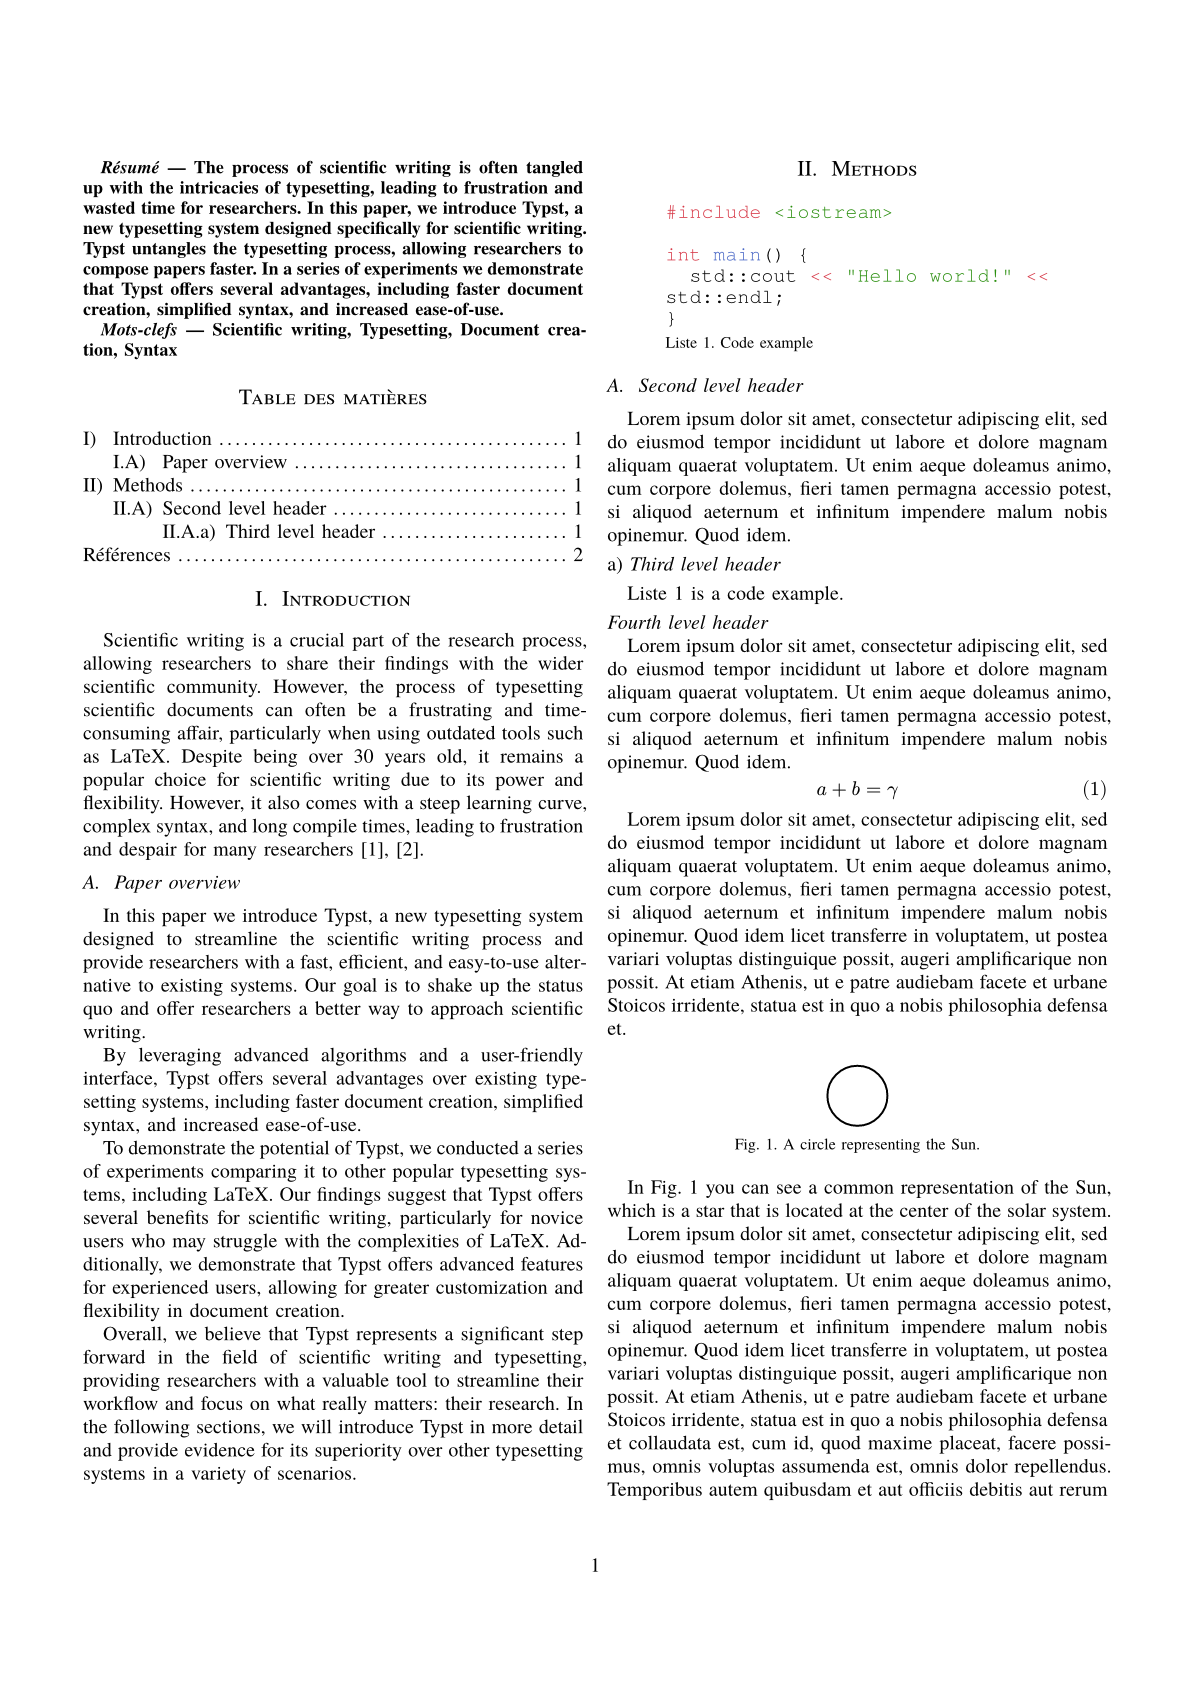 Résumé — The process of scientific writing is often tangled
up with the intricacies of typesetting, leading to frustration and
wasted time for researchers. In this paper, we introduce Typst, a
new typesetting system designed specifically for scientific writing.
Typst untangles the typesetting process, allowing researchers to
compose papers faster. In a series of experiments we demonstrate
that Typst offers several advantages, including faster document
creation, simplified syntax, and increased ease-of-use.
Mots-clefs — Scientific writing, Typesetting, Document crea-
tion, Syntax
Table des matières
I) Introduction .......................................... 1
I.A) Paper overview ................................. 1
II) Methods .............................................. 1
II.A) Second level header ............................ 1
II.A.a) Third level header ...................... 1
Références ............................................... 2
I. Introduction
Scientific writing is a crucial part of the research process,
allowing researchers to share their findings with the wider
scientific community. However, the process of typesetting
scientific documents can often be a frustrating and time-
consuming affair, particularly when using outdated tools such
as LaTeX. Despite being over 30 years old, it remains a
popular choice for scientific writing due to its power and
flexibility. However, it also comes with a steep learning curve,
complex syntax, and long compile times, leading to frustration
and despair for many researchers [1], [2].
A. Paper overview
In this paper we introduce Typst, a new typesetting system
designed to streamline the scientific writing process and
provide researchers with a fast, efficient, and easy-to-use alter-
native to existing systems. Our goal is to shake up the status
quo and offer researchers a better way to approach scientific
writing.
By leveraging advanced algorithms and a user-friendly
interface, Typst offers several advantages over existing type-
setting systems, including faster document creation, simplified
syntax, and increased ease-of-use.
To demonstrate the potential of Typst, we conducted a series
of experiments comparing it to other popular typesetting sys-
tems, including LaTeX. Our findings suggest that Typst offers
several benefits for scientific writing, particularly for novice
users who may struggle with the complexities of LaTeX. Ad-
ditionally, we demonstrate that Typst offers advanced features
for experienced users, allowing for greater customization and
flexibility in document creation.
Overall, we believe that Typst represents a significant step
forward in the field of scientific writing and typesetting,
providing researchers with a valuable tool to streamline their
workflow and focus on what really matters: their research. In
the following sections, we will introduce Typst in more detail
and provide evidence for its superiority over other typesetting
systems in a variety of scenarios.
II. Methods
#include <iostream>
int main() {
std::cout << "Hello world!" <<
std::endl;
}
Liste 1. Code example
A. Second level header
Lorem ipsum dolor sit amet, consectetur adipiscing elit, sed
do eiusmod tempor incididunt ut labore et dolore magnam
aliquam quaerat voluptatem. Ut enim aeque doleamus animo,
cum corpore dolemus, fieri tamen permagna accessio potest,
si aliquod aeternum et infinitum impendere malum nobis
opinemur. Quod idem.
a) Third level header
Liste 1 is a code example.
Fourth level header
Lorem ipsum dolor sit amet, consectetur adipiscing elit, sed
do eiusmod tempor incididunt ut labore et dolore magnam
aliquam quaerat voluptatem. Ut enim aeque doleamus animo,
cum corpore dolemus, fieri tamen permagna accessio potest,
si aliquod aeternum et infinitum impendere malum nobis
opinemur. Quod idem.
a + b = γ (1)
Lorem ipsum dolor sit amet, consectetur adipiscing elit, sed
do eiusmod tempor incididunt ut labore et dolore magnam
aliquam quaerat voluptatem. Ut enim aeque doleamus animo,
cum corpore dolemus, fieri tamen permagna accessio potest,
si aliquod aeternum et infinitum impendere malum nobis
opinemur. Quod idem licet transferre in voluptatem, ut postea
variari voluptas distinguique possit, augeri amplificarique non
possit. At etiam Athenis, ut e patre audiebam facete et urbane
Stoicos irridente, statua est in quo a nobis philosophia defensa
et.
Fig. 1. A circle representing the Sun.
In Fig. 1 you can see a common representation of the Sun,
which is a star that is located at the center of the solar system.
Lorem ipsum dolor sit amet, consectetur adipiscing elit, sed
do eiusmod tempor incididunt ut labore et dolore magnam
aliquam quaerat voluptatem. Ut enim aeque doleamus animo,
cum corpore dolemus, fieri tamen permagna accessio potest,
si aliquod aeternum et infinitum impendere malum nobis
opinemur. Quod idem licet transferre in voluptatem, ut postea
variari voluptas distinguique possit, augeri amplificarique non
possit. At etiam Athenis, ut e patre audiebam facete et urbane
Stoicos irridente, statua est in quo a nobis philosophia defensa
et collaudata est, cum id, quod maxime placeat, facere possi-
mus, omnis voluptas assumenda est, omnis dolor repellendus.
Temporibus autem quibusdam et aut officiis debitis aut rerum
1